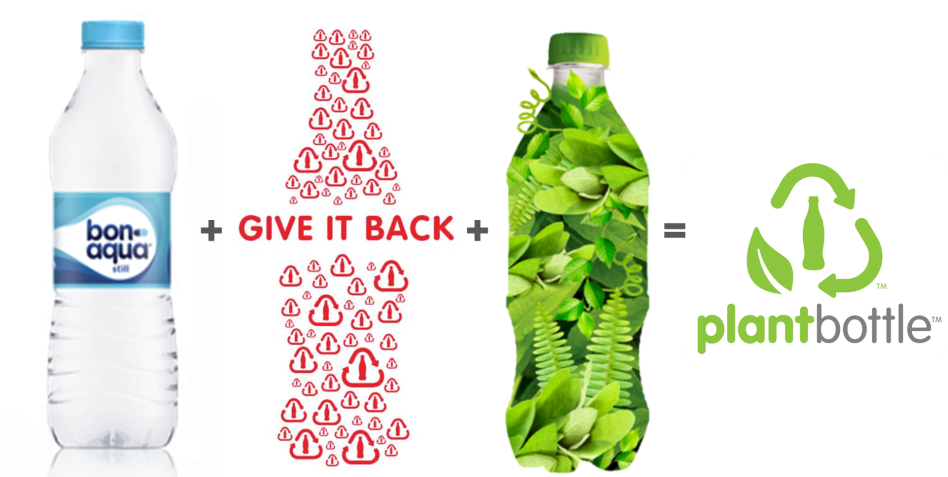 bon
aqua®
still
+ GIVE IT BACK + =
TM
plantbottle™